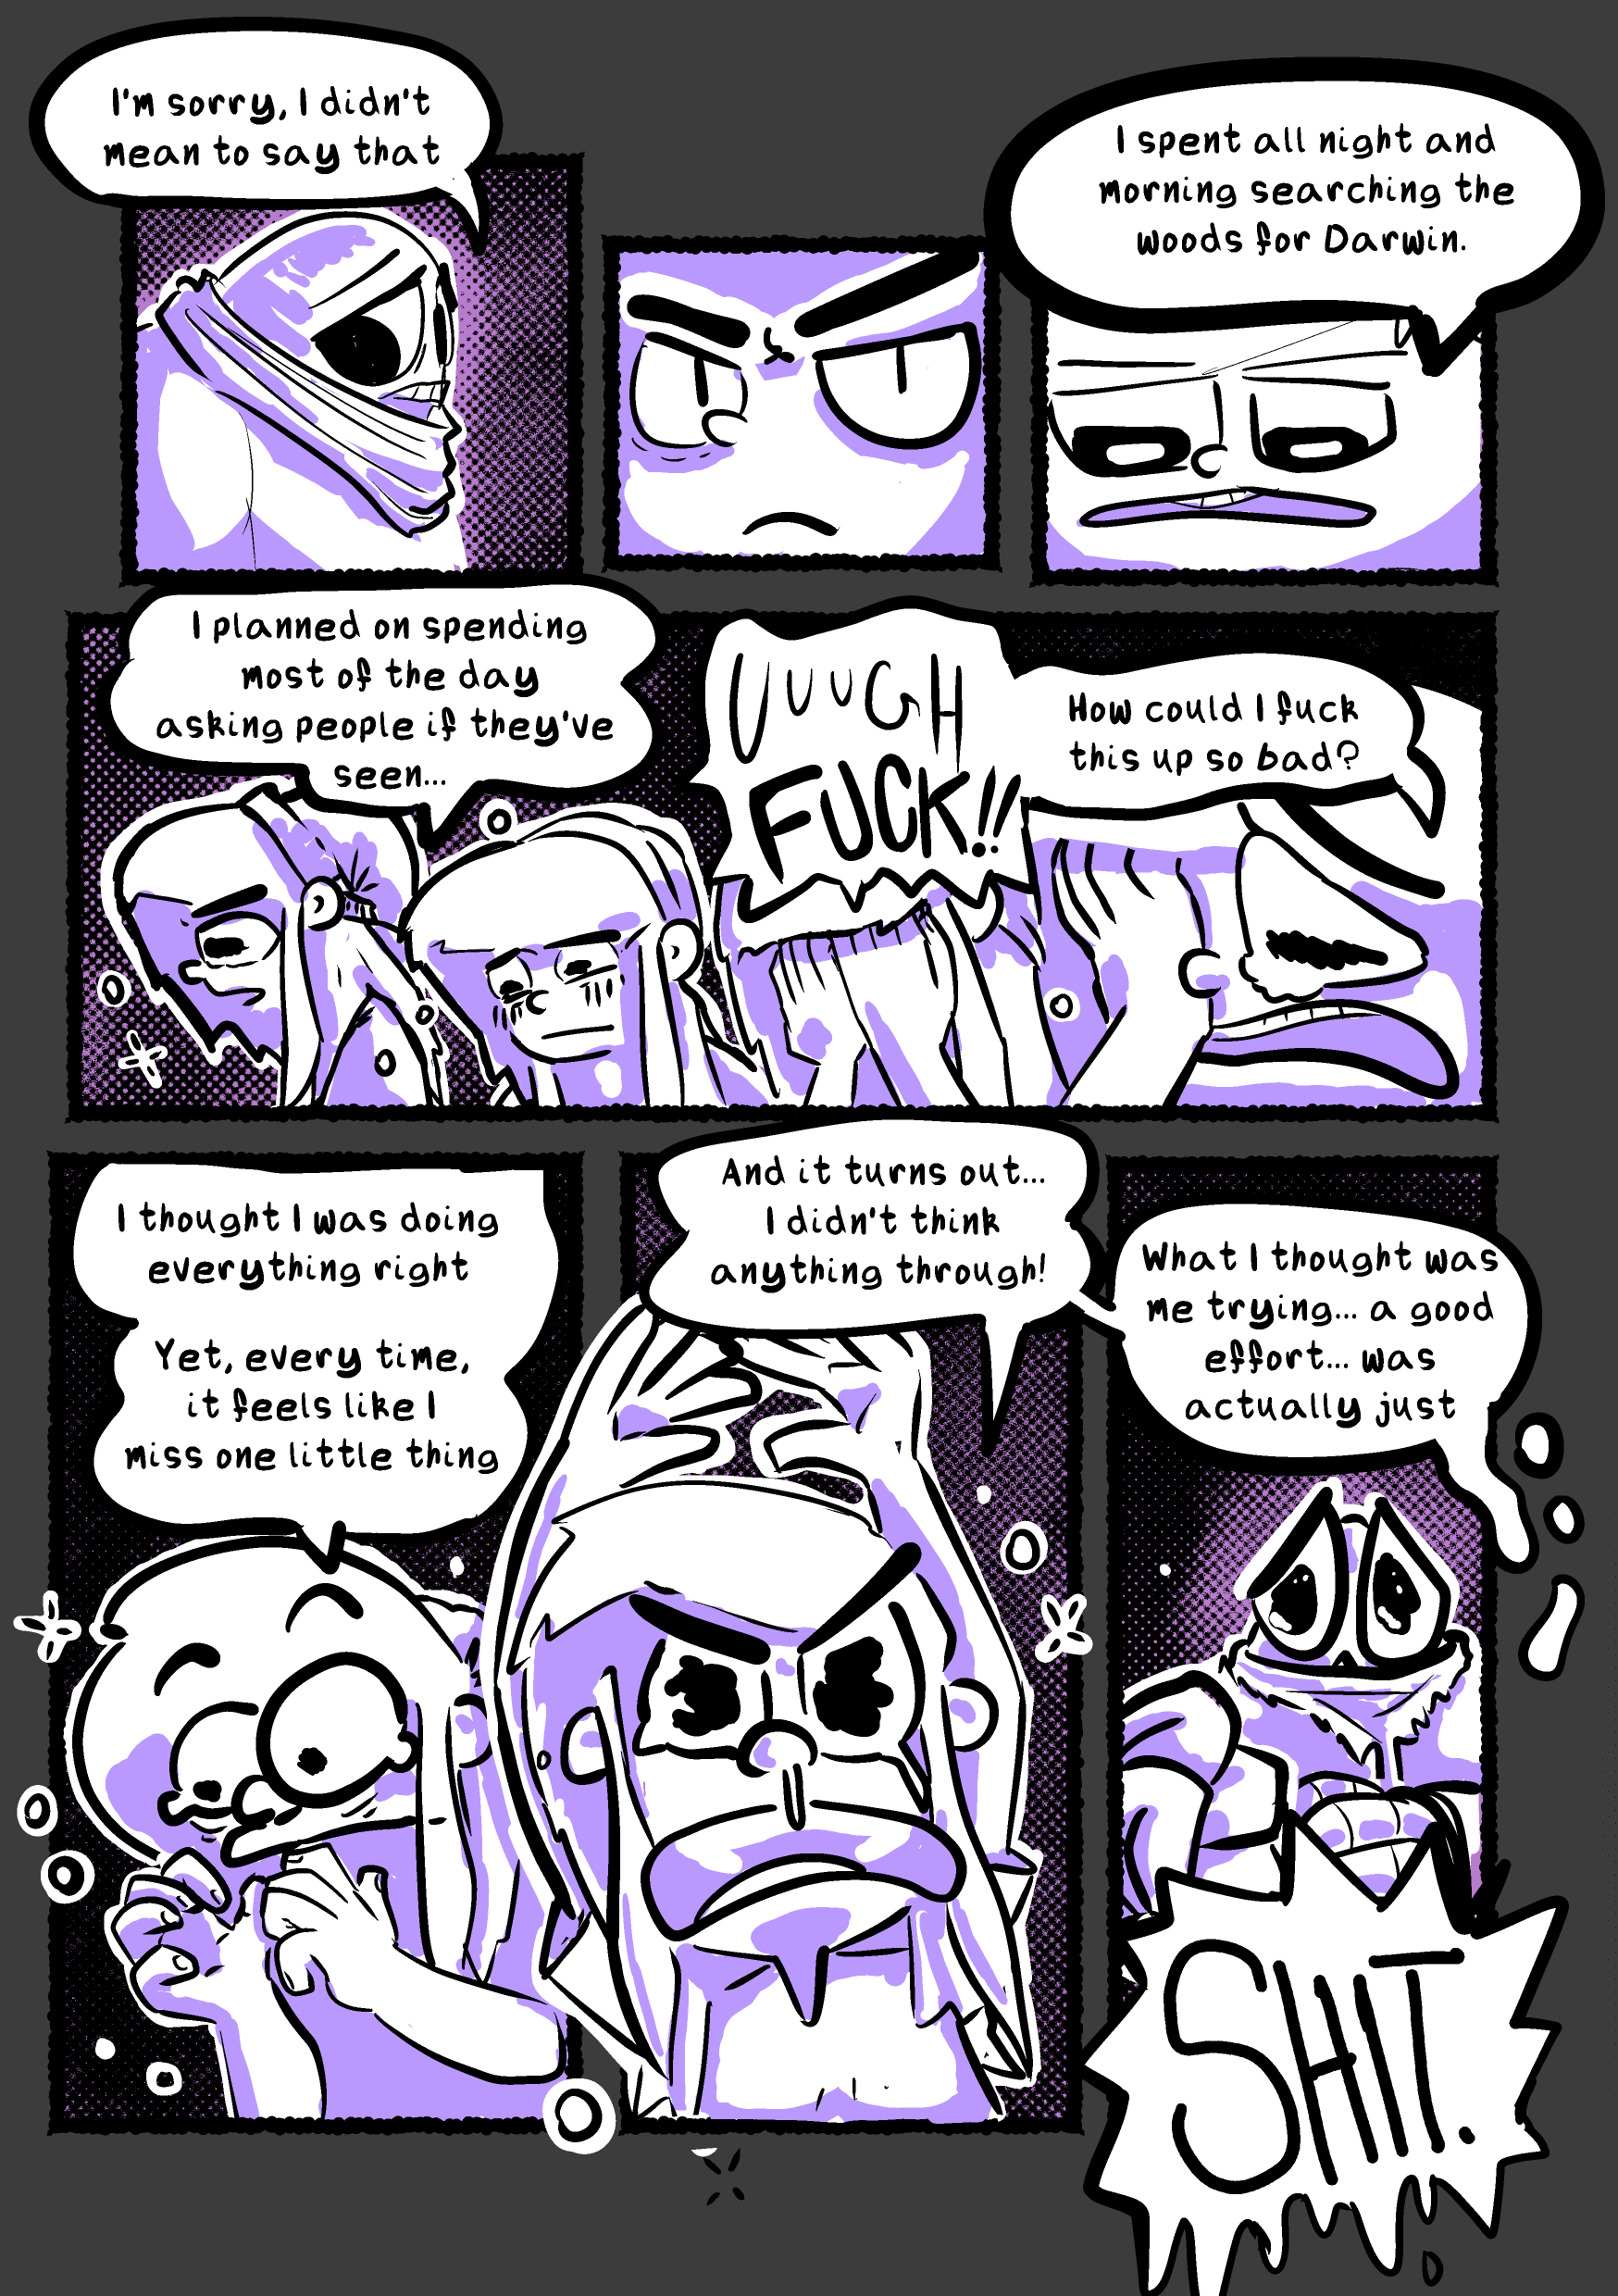 I'm sorry, I didn't
mean to say that
I spent all night and
morning searching the
woods for Darwin.
I planned on spending
most of the day
asking people if they've
seen...
UUUGH
FUCK!!
How could I fuck
this up so bad?
I thought I was doing
everything right
Yet, every time,
it feels like I
miss one little thing
And it turns out...
I didn't think
anything through!
What I thought was
me trying... a good
effort... was
actually just
SHIT.